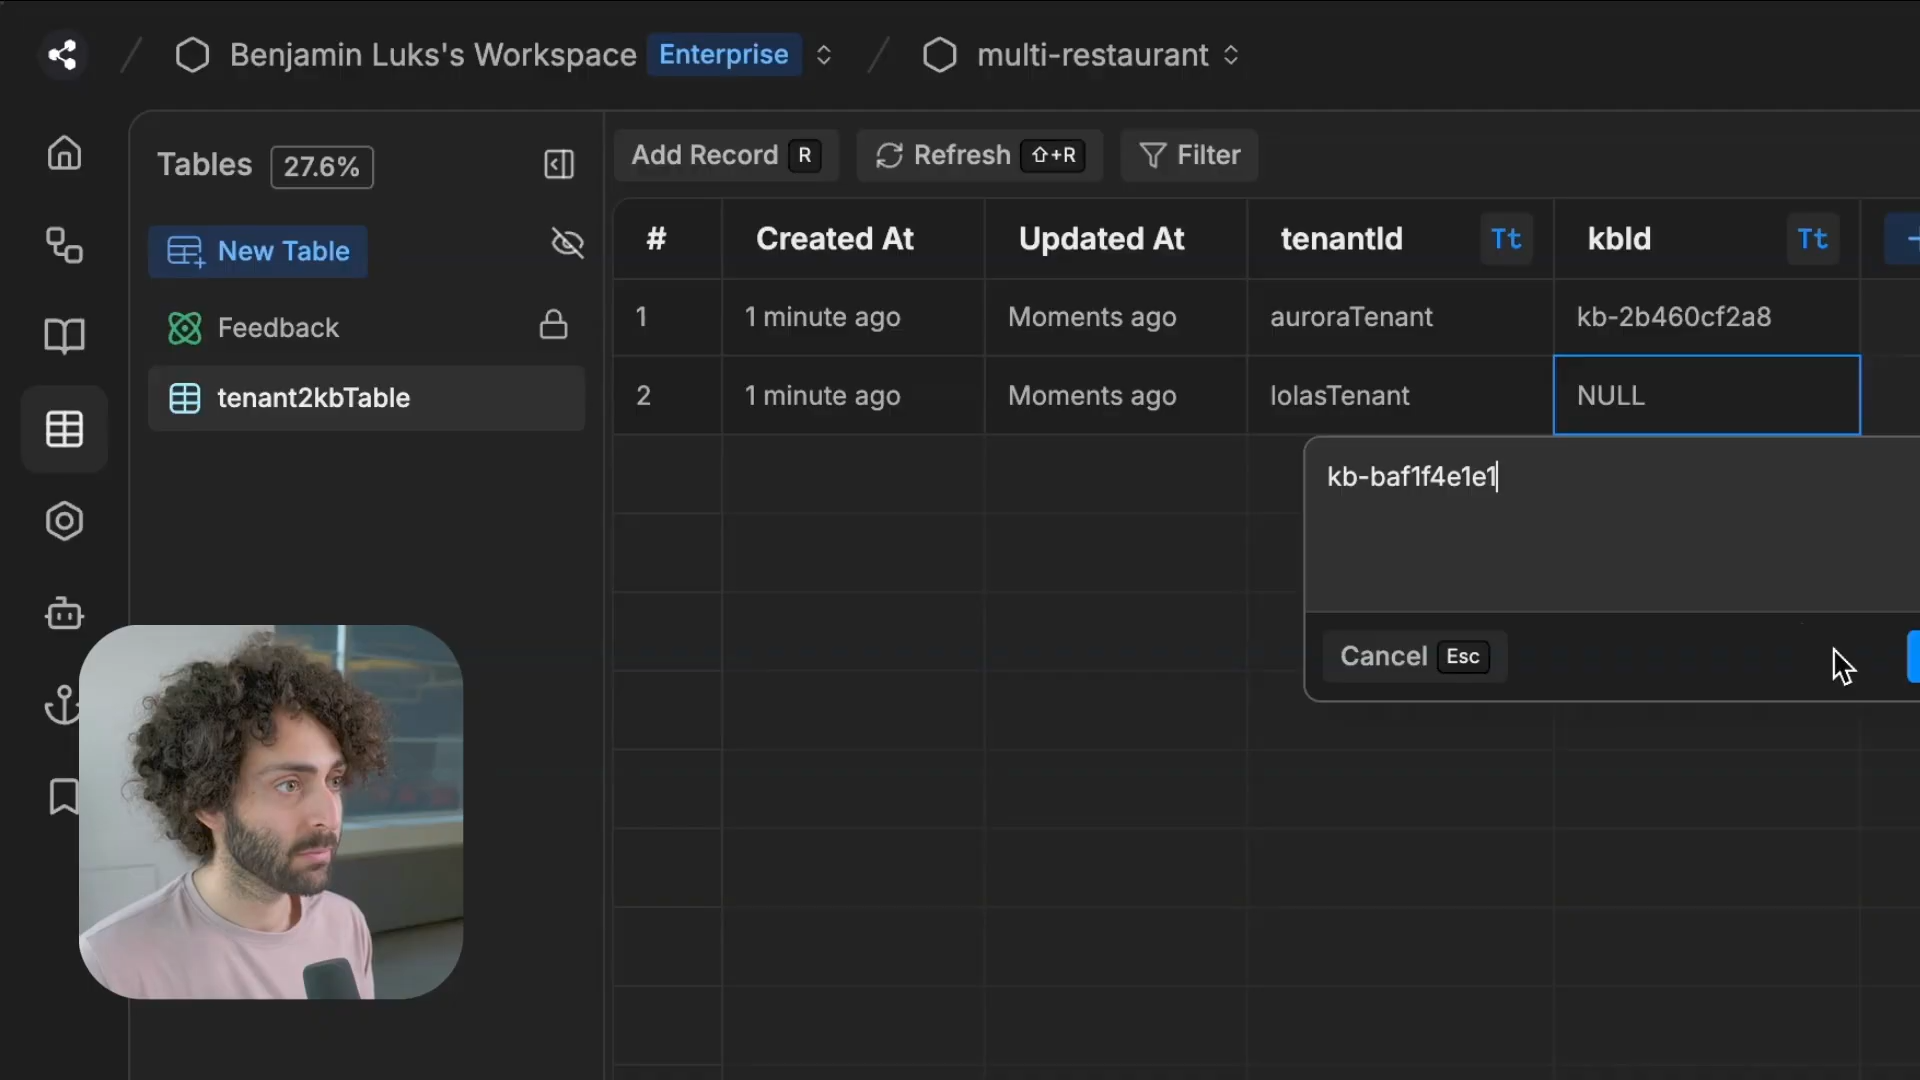 Benjamin Luks's Workspace Enterprise multi-restaurant
Tables 27.6%
New Table
Feedback
tenant2kbTable
Add Record R Refresh ⇧+R Filter
# Created At Updated At tenantId Tt kbId Tt
1 1 minute ago Moments ago auroraTenant kb-2b460cf2a8
2 1 minute ago Moments ago lolasTenant NULL
kb-baf1f4e1e1
Cancel Esc